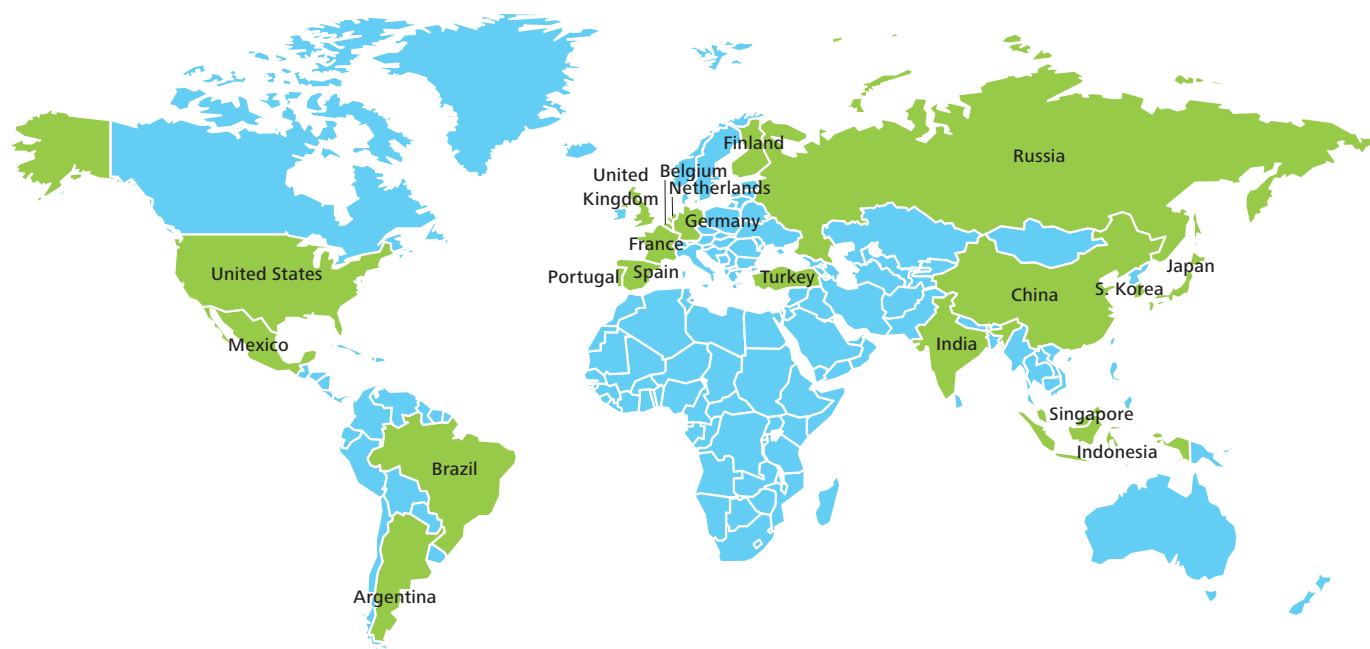 Finland
Russia
Belgium
United
Kingdom
Netherlands
Germany
France
United States
Portugal
Spain
Turkey
Japan
S. Korea
China
Mexico
India
Singapore
Indonesia
Brazil
Argentina